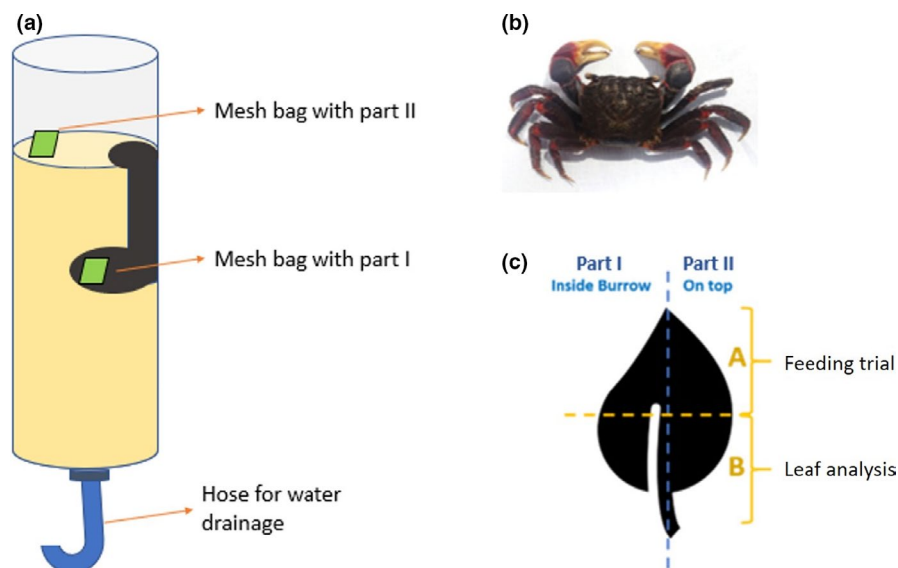 (a)
Mesh bag with part II
Mesh bag with part I
Hose for water
drainage
(b)
(c)
Part I
Inside Burrow
Part II
On top
A
Feeding trial
B
Leaf analysis